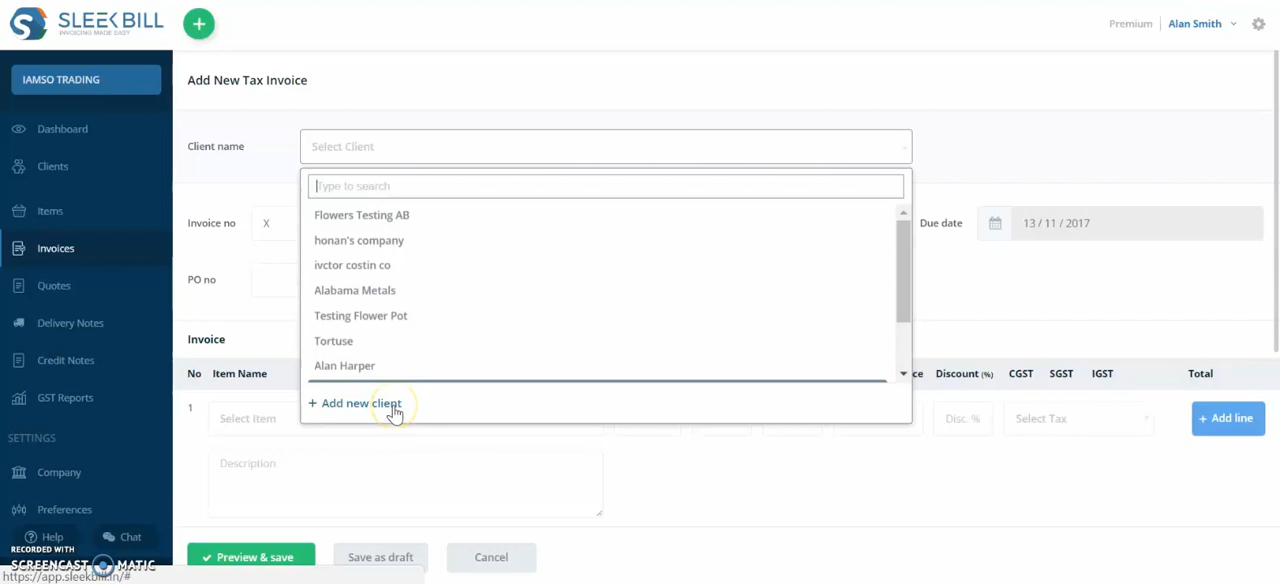 SLEEK BILL
INVOICING MADE EASY
+
Premium | Alan Smith
IAMSO TRADING
Dashboard
Clients
Items
Invoices
Quotes
Delivery Notes
Credit Notes
GST Reports
SETTINGS
Company
Preferences
Help
Chat
RECORDED WITH
SCREENCAST MATIC
https://app.sleekbill.in/#
Add New Tax Invoice
Client name
Select Client
Type to search
Flowers Testing AB
honan's company
ivctor costin co
Alabama Metals
Testing Flower Pot
Tortuse
Alan Harper
+ Add new client
Invoice no
X
Due date
13 / 11 / 2017
PO no
Invoice
No Item Name Discount (%) CGST SGST IGST Total
1 Select Item Disc. % Select Tax + Add line
Description
Preview & save
Save as draft
Cancel